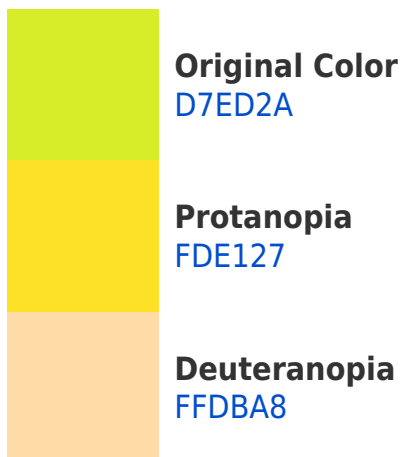 Original Color
D7ED2A
Protanopia
FDE127
Deuteranopia
FFDBA8